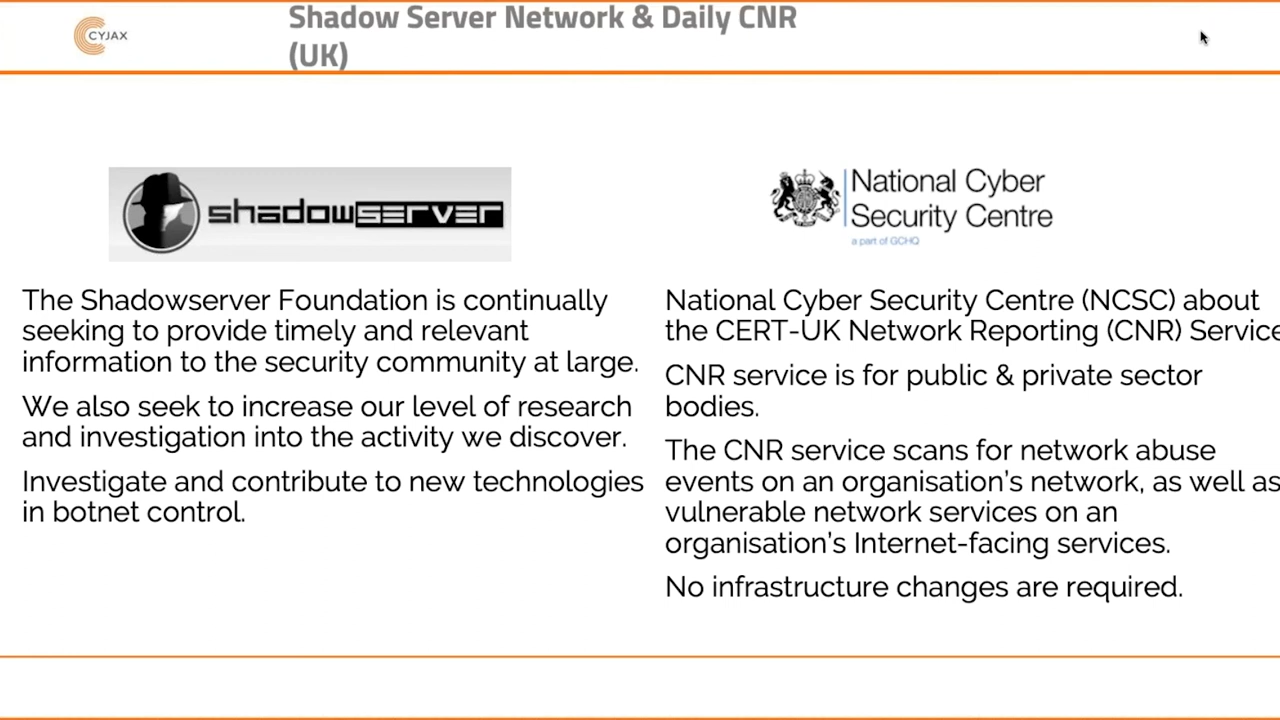 CYJAX
Shadow Server Network & Daily CNR
(UK)
shadowserver
The Shadowserver Foundation is continually
seeking to provide timely and relevant
information to the security community at large.
We also seek to increase our level of research
and investigation into the activity we discover.
Investigate and contribute to new technologies
in botnet control.
National Cyber
Security Centre
a part of GCHQ
National Cyber Security Centre (NCSC) about
the CERT-UK Network Reporting (CNR) Service
CNR service is for public & private sector
bodies.
The CNR service scans for network abuse
events on an organisation’s network, as well as
vulnerable network services on an
organisation’s Internet-facing services.
No infrastructure changes are required.